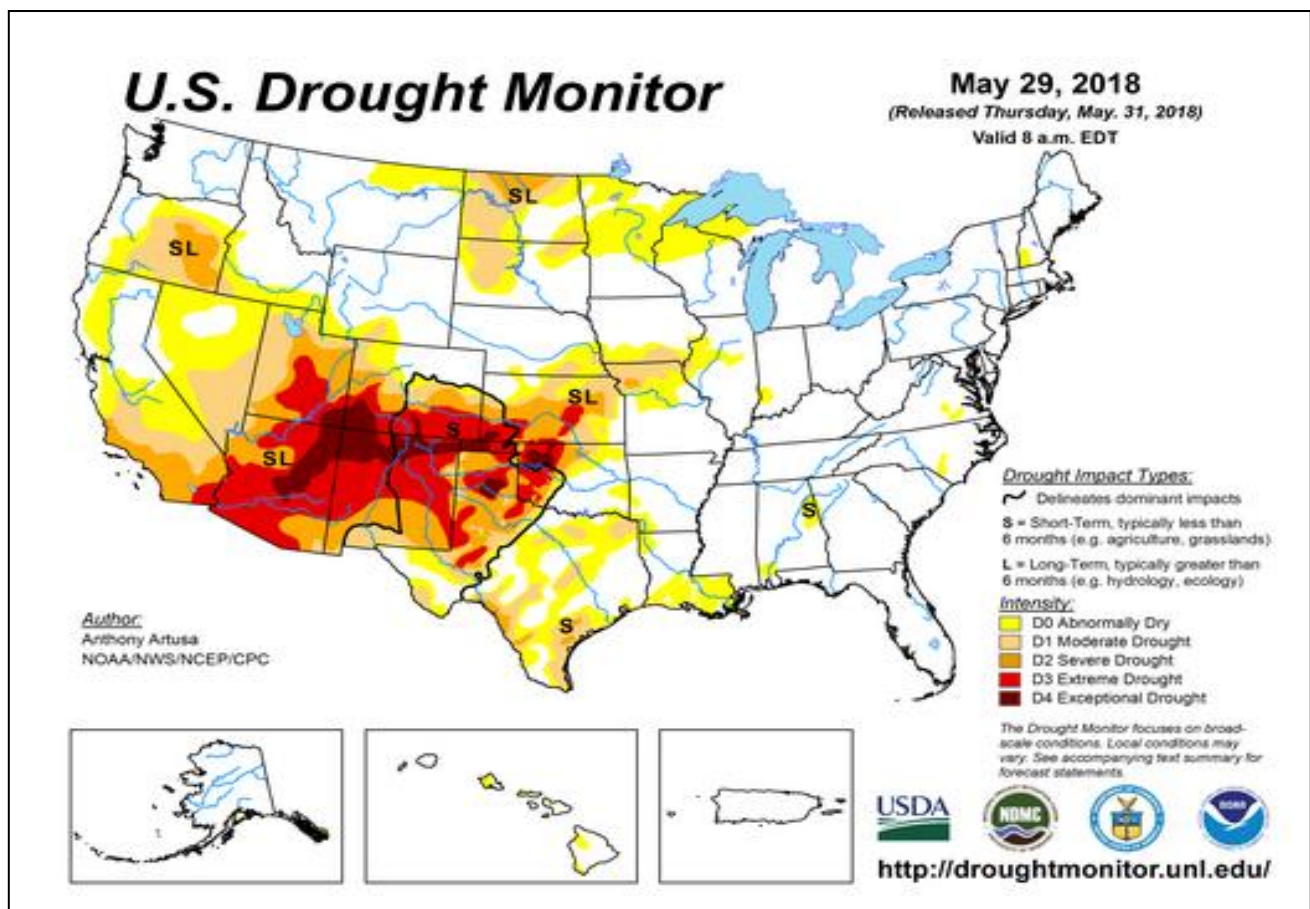 U.S. Drought Monitor
May 29, 2018
(Released Thursday, May. 31, 2018)
Valid 8 a.m. EDT
SL
SL
SL
S
SL
S
S
Drought Impact Types:
Delineates dominant impacts
S = Short-Term, typically less than
6 months (e.g. agriculture, grasslands)
L = Long-Term, typically greater than
6 months (e.g. hydrology, ecology)
Intensity:
D0 Abnormally Dry
D1 Moderate Drought
D2 Severe Drought
D3 Extreme Drought
D4 Exceptional Drought
Author:
Anthony Artusa
NOAA/NWS/NCEP/CPC
The Drought Monitor focuses on broad-
scale conditions. Local conditions may
vary. See accompanying text summary for
forecast statements.
USDA
NDMC
NOAA
http://droughtmonitor.unl.edu/